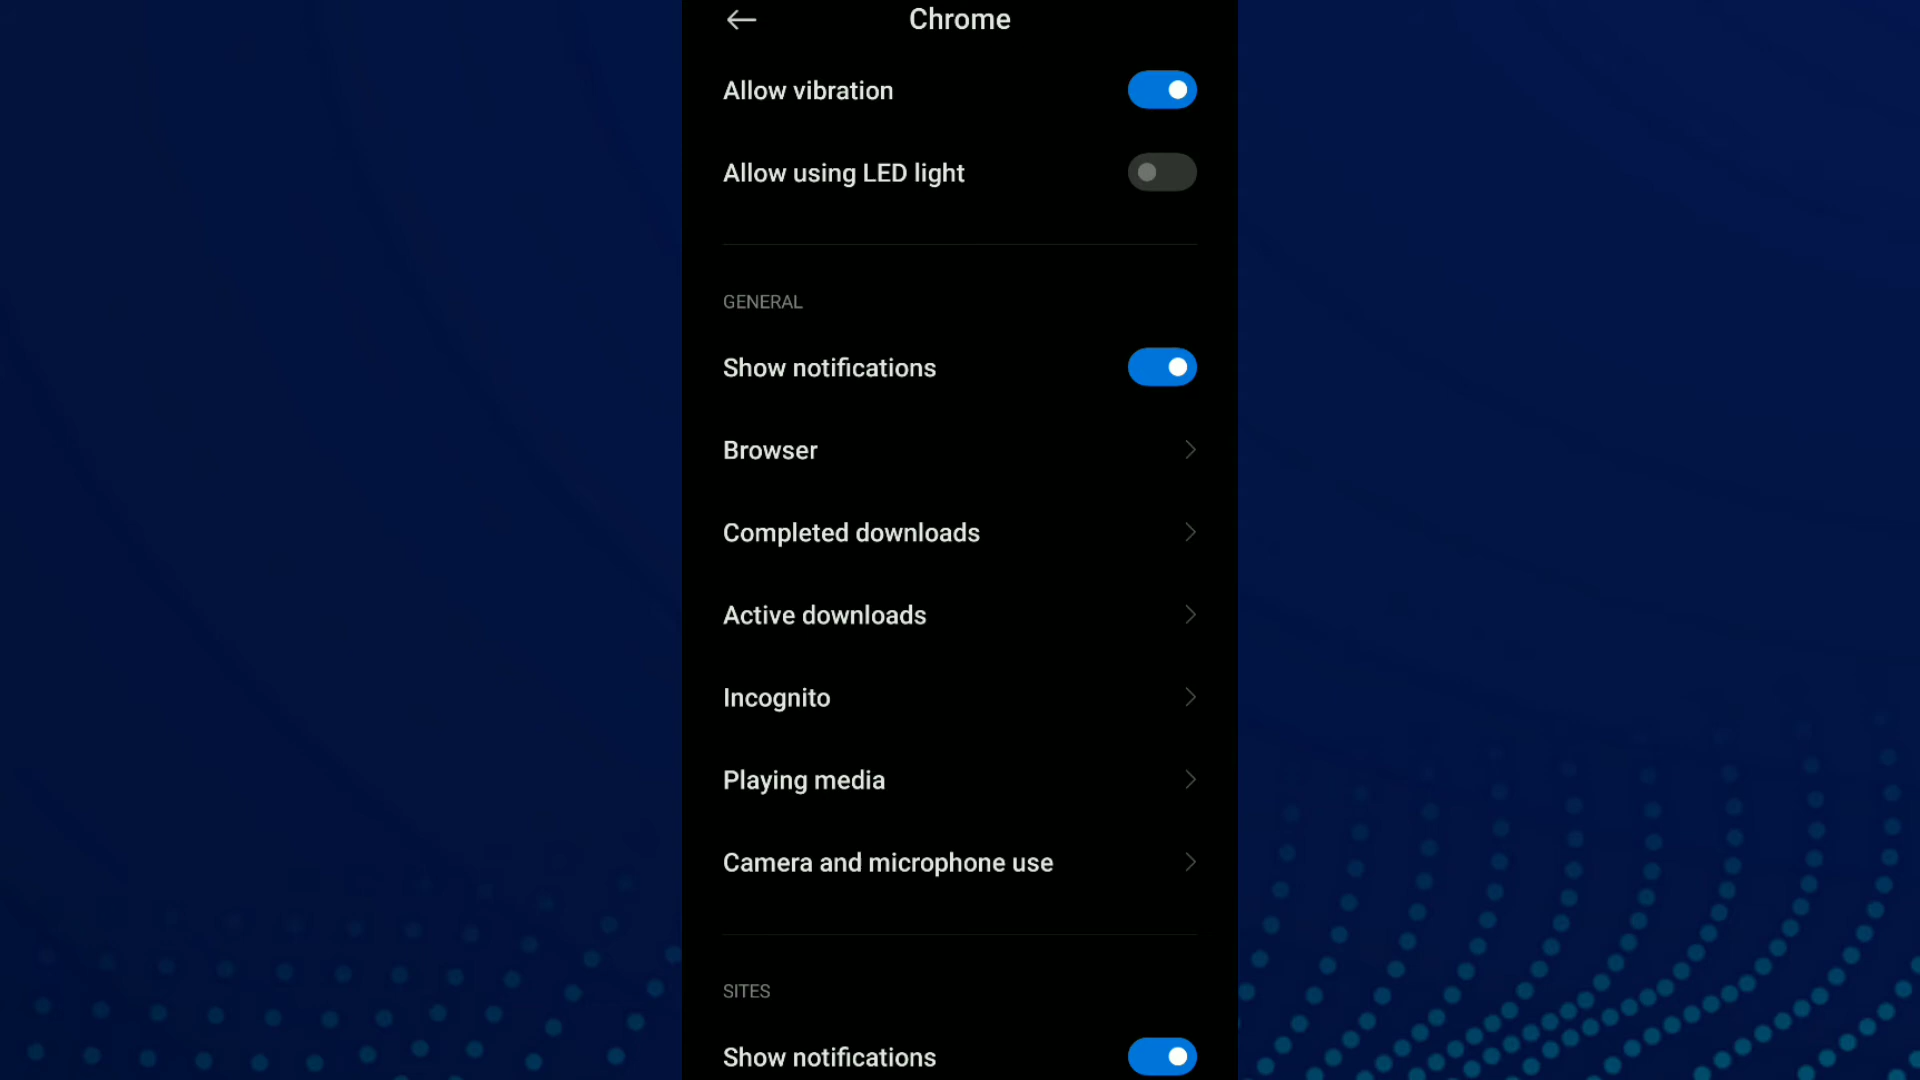 Chrome
Allow vibration
Allow using LED light
GENERAL
Show notifications
Browser
Completed downloads
Active downloads
Incognito
Playing media
Camera and microphone use
SITES
Show notifications